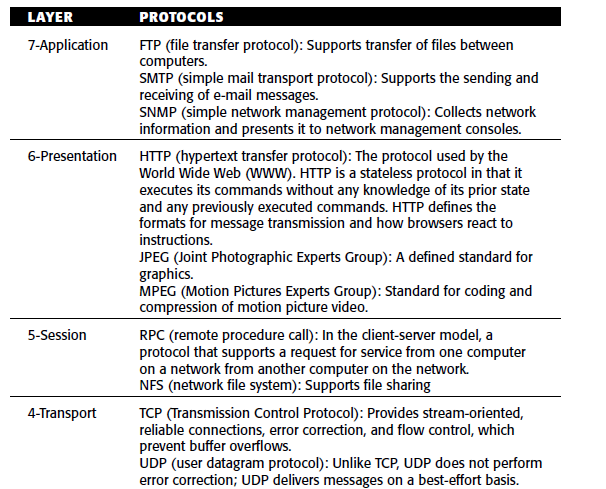 LAYER PROTOCOLS
7-Application FTP (file transfer protocol): Supports transfer of files between
computers.
SMTP (simple mail transport protocol): Supports the sending and
receiving of e-mail messages.
SNMP (simple network management protocol): Collects network
information and presents it to network management consoles.
6-Presentation HTTP (hypertext transfer protocol): The protocol used by the
World Wide Web (WWW). HTTP is a stateless protocol in that it
executes its commands without any knowledge of its prior state
and any previously executed commands. HTTP defines the
formats for message transmission and how browsers react to
instructions.
JPEG (Joint Photographic Experts Group): A defined standard for
graphics.
MPEG (Motion Pictures Experts Group): Standard for coding and
compression of motion picture video.
5-Session RPC (remote procedure call): In the client-server model, a
protocol that supports a request for service from one computer
on a network from another computer on the network.
NFS (network file system): Supports file sharing
4-Transport TCP (Transmission Control Protocol): Provides stream-oriented,
reliable connections, error correction, and flow control, which
prevent buffer overflows.
UDP (user datagram protocol): Unlike TCP, UDP does not perform
error correction; UDP delivers messages on a best-effort basis.